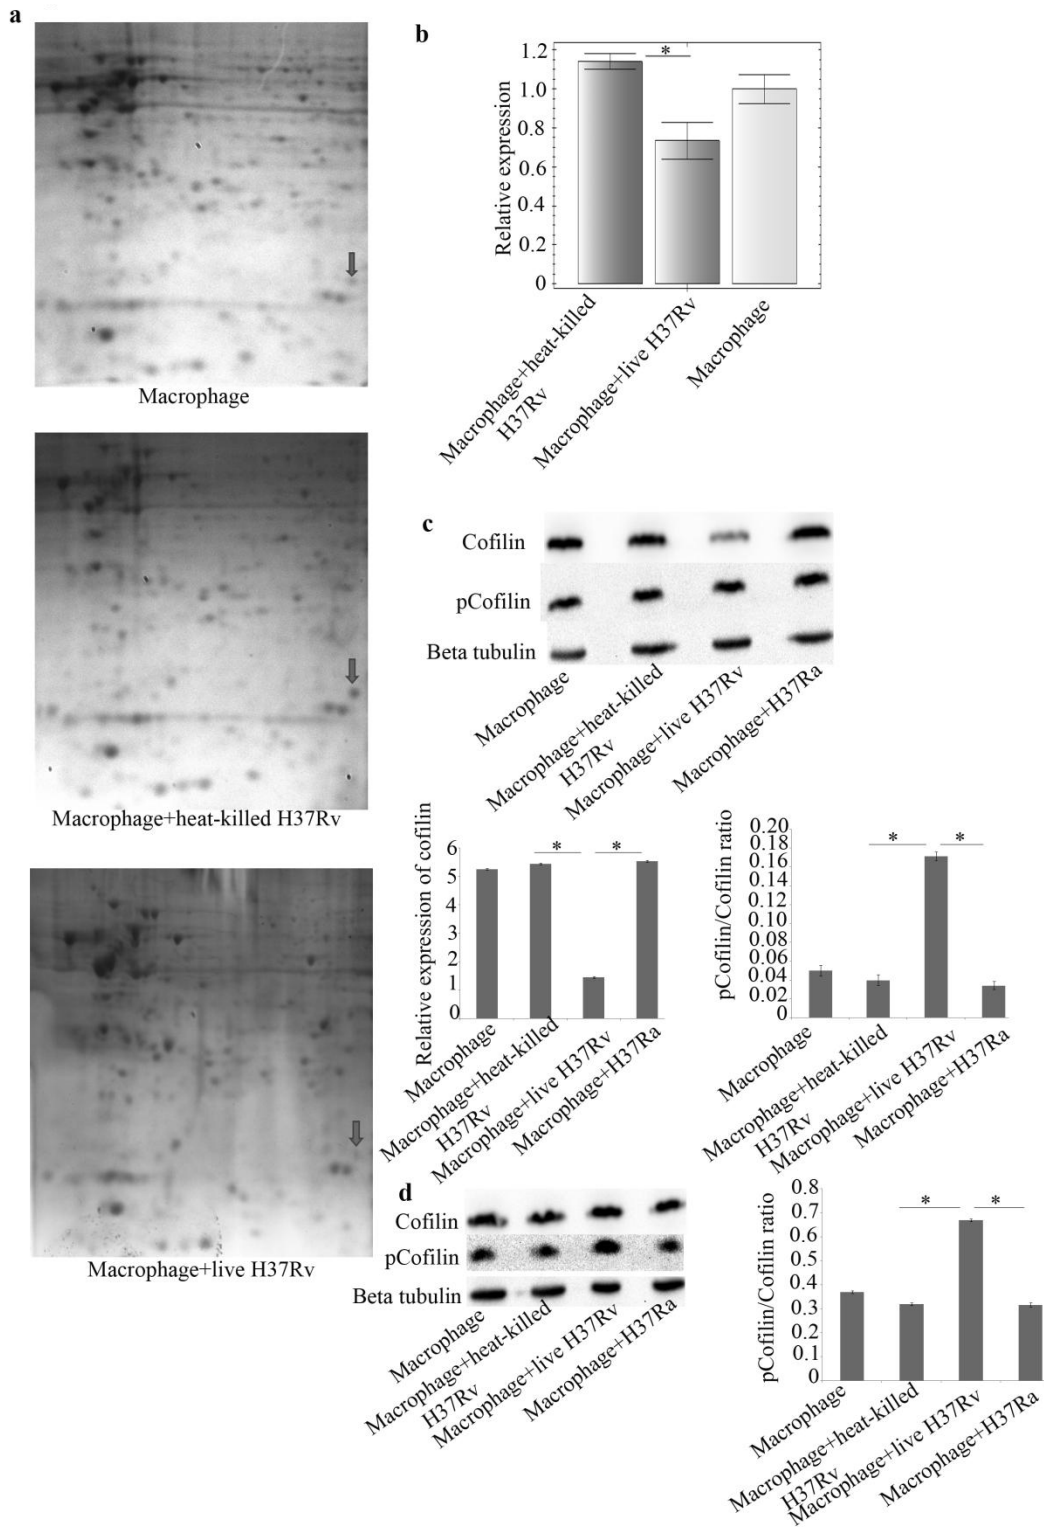 a
Macrophage
Macrophage+heat-killed H37Rv
Macrophage+live H37Rv
b
Relative expression
1.2
1.0
0.8
0.6
0.4
0.2
0
*
Macrophage+heat-killed
H37Rv
Macrophage+live H37Rv
Macrophage
c
Cofilin
pCofilin
Beta tubulin
Macrophage
Macrophage+heat-killed
H37Rv
Macrophage+live H37Rv
Macrophage+H37Ra
Relative expression of cofilin
6
5
4
3
2
1
0
*
*
Macrophage
Macrophage+heat-killed
H37Rv
Macrophage+live H37Rv
Macrophage+H37Ra
pCofilin/Cofilin ratio
0.20
0.18
0.16
0.14
0.12
0.00
0.08
0.06
0.04
0.02
0
*
*
Macrophage
Macrophage+heat-killed
H37Rv
Macrophage+live H37Rv
Macrophage+H37Ra
d
Cofilin
pCofilin
Beta tubulin
Macrophage
Macrophage+heat-killed
H37Rv
Macrophage+live H37Rv
Macrophage+H37Ra
pCofilin/Cofilin ratio
0.8
0.7
0.6
0.5
0.4
0.3
0.2
0.1
0
*
*
Macrophage
Macrophage+heat-killed
H37Rv
Macrophage+live H37Rv
Macrophage+H37Ra